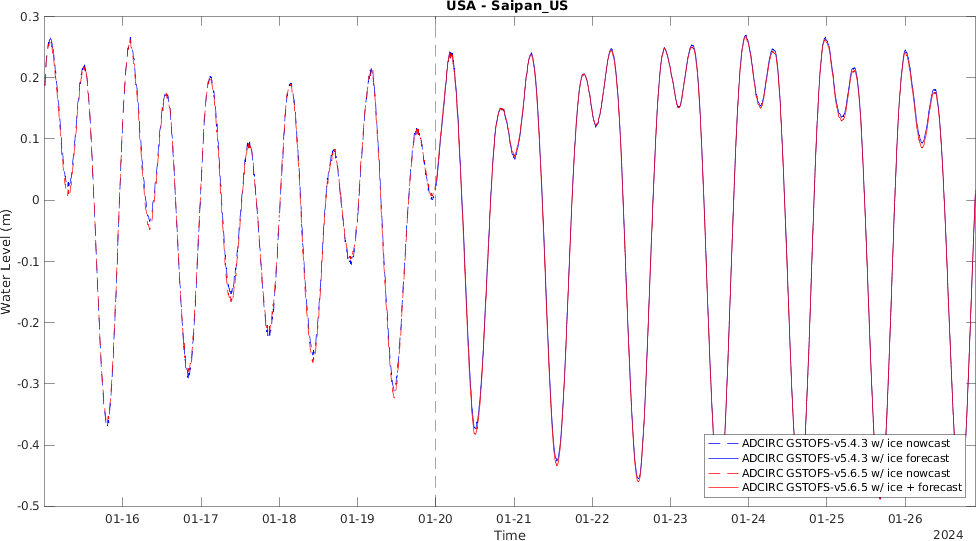 USA - Saipan_US
0.3
0.2
0.1
0
-0.1
-0.2
-0.3
-0.4
-0.5
Water Level (m)
ADCIRC GSTOFS-v5.4.3 w/ ice nowcast
ADCIRC GSTOFS-v5.4.3 w/ ice forecast
ADCIRC GSTOFS-v5.6.5 w/ ice nowcast
ADCIRC GSTOFS-v5.6.5 w/ ice + forecast
01-16 01-17 01-18 01-19 01-20 01-21 01-22 01-23 01-24 01-25 01-26
Time
2024